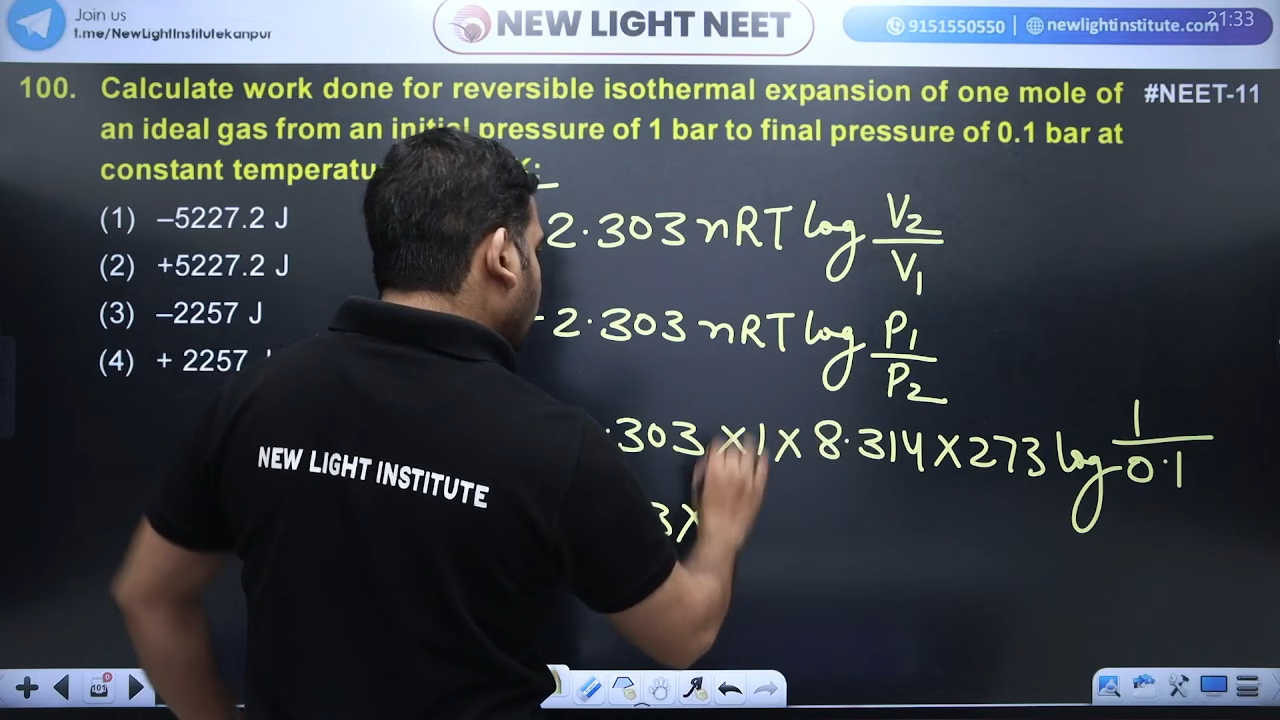 Join us
t.me/NewLightInstitutekanpur
NEW LIGHT NEET
9151550550 | newlightinstitute.com
21:33
100. Calculate work done for reversible isothermal expansion of one mole of
an ideal gas from an initial pressure of 1 bar to final pressure of 0.1 bar at
constant
#NEET-11
(1) –5227.2 J
(2) +5227.2 J
(3) –2257 J
(4) + 2257
2.303 nRT log V2/V1
-2.303 nRT log P1/P2
.303 × 1 × 8.314 × 273 log 1/0.1
3×
NEW LIGHT INSTITUTE
101
0